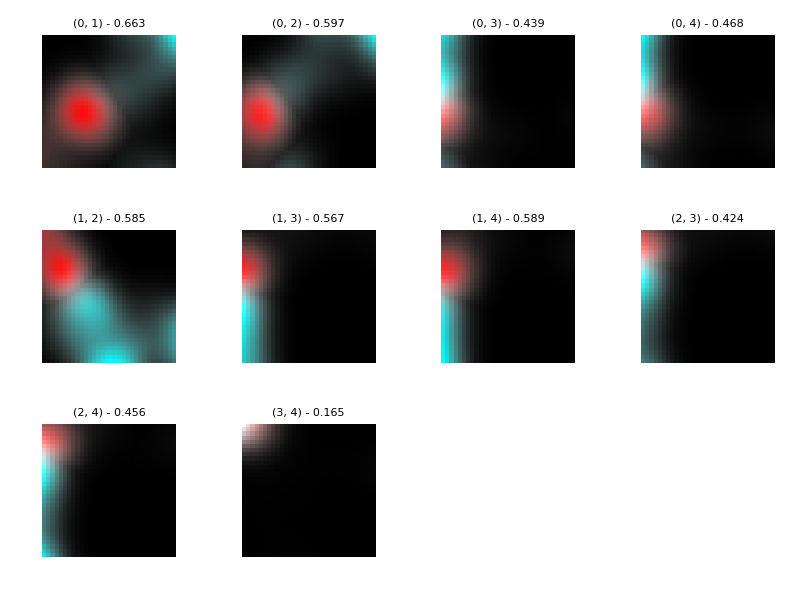 (0, 1) - 0.663 (0, 2) - 0.597 (0, 3) - 0.439 (0, 4) - 0.468
(1, 2) - 0.585 (1, 3) - 0.567 (1, 4) - 0.589 (2, 3) - 0.424
(2, 4) - 0.456 (3, 4) - 0.165